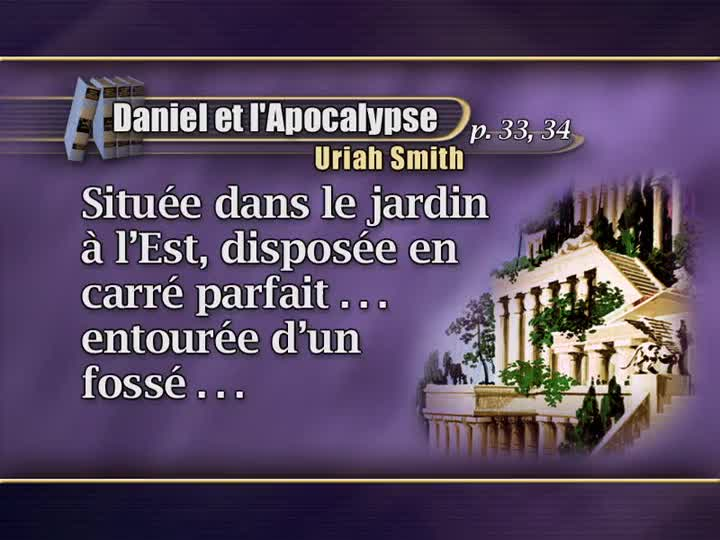 Daniel et l'Apocalypse
p. 33, 34
Uriah Smith
Située dans le jardin
à l’Est, disposée en
carré parfait . . .
entourée d’un
fossé . . .